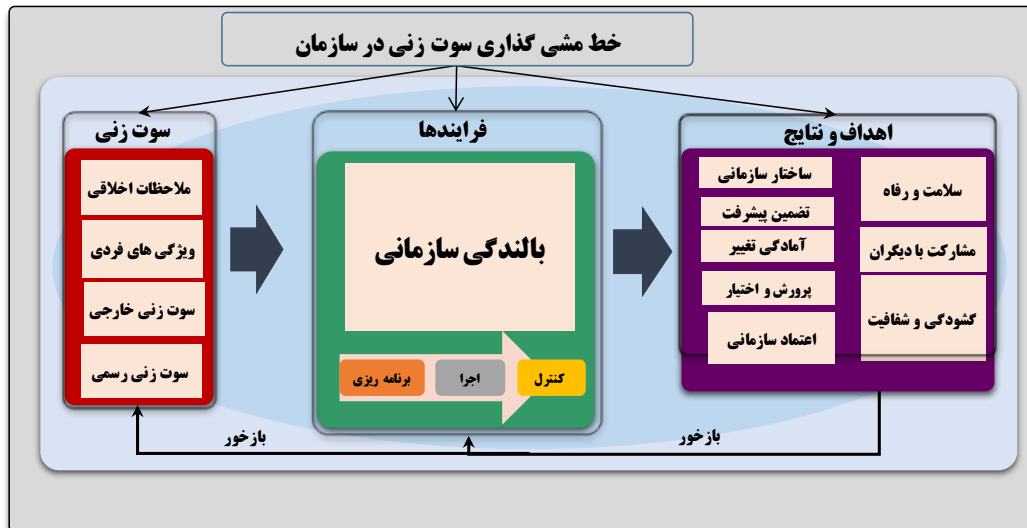 خط مشی گذاری سوت زنی در سازمان
سوت زنی
ملاحظات اخلاقی
ویژگی های فردی
سوت زنی خارجی
سوت زنی رسمی
فرایندها
بالندگی سازمانی
برنامه ریزی
اجرا
کنترل
اهداف و نتایج
ساختار سازمانی
تضمین پیشرفت
آمادگی تغییر
پرورش و اختیار
اعتماد سازمانی
سلامت و رفاه
مشارکت با دیگران
گشودگی و شفافیت
بازخور
بازخور